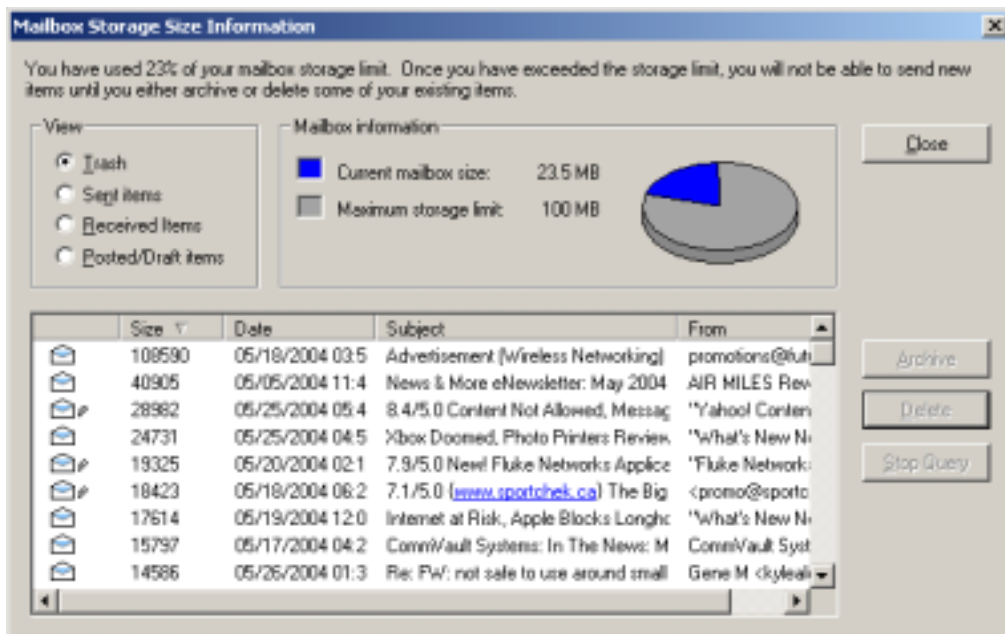 Mailbox Storage Size Information
You have used 23% of your mailbox storage limit. Once you have exceeded the storage limit, you will not be able to send new
items until you either archive or delete some of your existing items.
View
Trash
Sent items
Received Items
Posted/Draft items
Mailbox information
Current mailbox size: 23.5 MB
Maximum storage limit: 100 MB
Close
Size Date Subject From
108590 05/18/2004 03:5 Advertisement (Wireless Networking) promotions@futu
40905 05/05/2004 11:4 News & More eNewsletter: May 2004 AIR MILES Rew
28982 05/25/2004 05:4 8.4/5.0 Content Not Allowed, Messag "Yahoo! Conten
24731 05/25/2004 04:5 Xbox Doomed, Photo Printers Review "What's New N
19325 05/20/2004 02:1 7.9/5.0 New! Fluke Networks Applica "Fluke Network
18423 05/18/2004 06:2 7.1/5.0 (www.sportchek.ca) The Big <promo@sportc
17614 05/19/2004 12:0 Internet at Risk, Apple Blocks Longho "What's New N
15797 05/17/2004 04:2 CommVault Systems: In The News: M CommVault Syst
14586 05/26/2004 01:3 Re: FW: not safe to use around small Gene M <kyleali
Archive
Delete
Stop Query